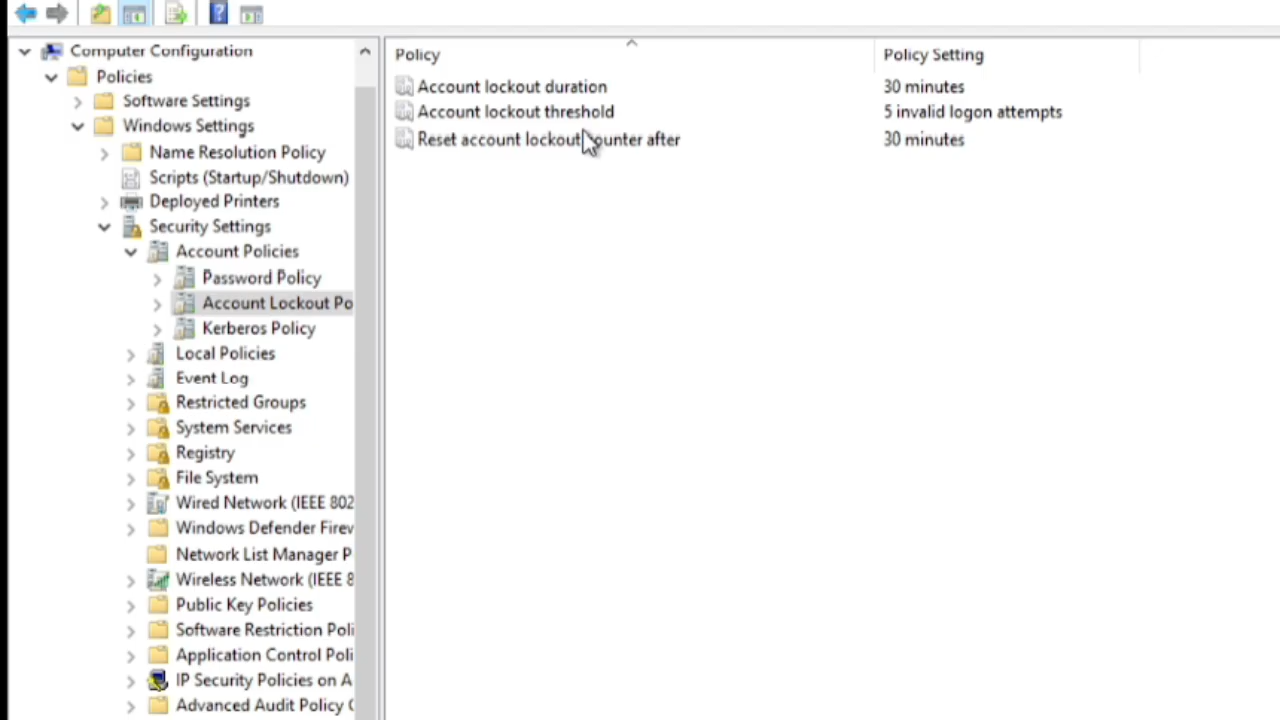 Computer Configuration
Policies
Software Settings
Windows Settings
Name Resolution Policy
Scripts (Startup/Shutdown)
Deployed Printers
Security Settings
Account Policies
Password Policy
Account Lockout Po
Kerberos Policy
Local Policies
Event Log
Restricted Groups
System Services
Registry
File System
Wired Network (IEEE 802
Windows Defender Firew
Network List Manager P
Wireless Network (IEEE 8
Public Key Policies
Software Restriction Poli
Application Control Poli
IP Security Policies on A
Advanced Audit Policy C
Policy Policy Setting
Account lockout duration 30 minutes
Account lockout threshold 5 invalid logon attempts
Reset account lockout counter after 30 minutes